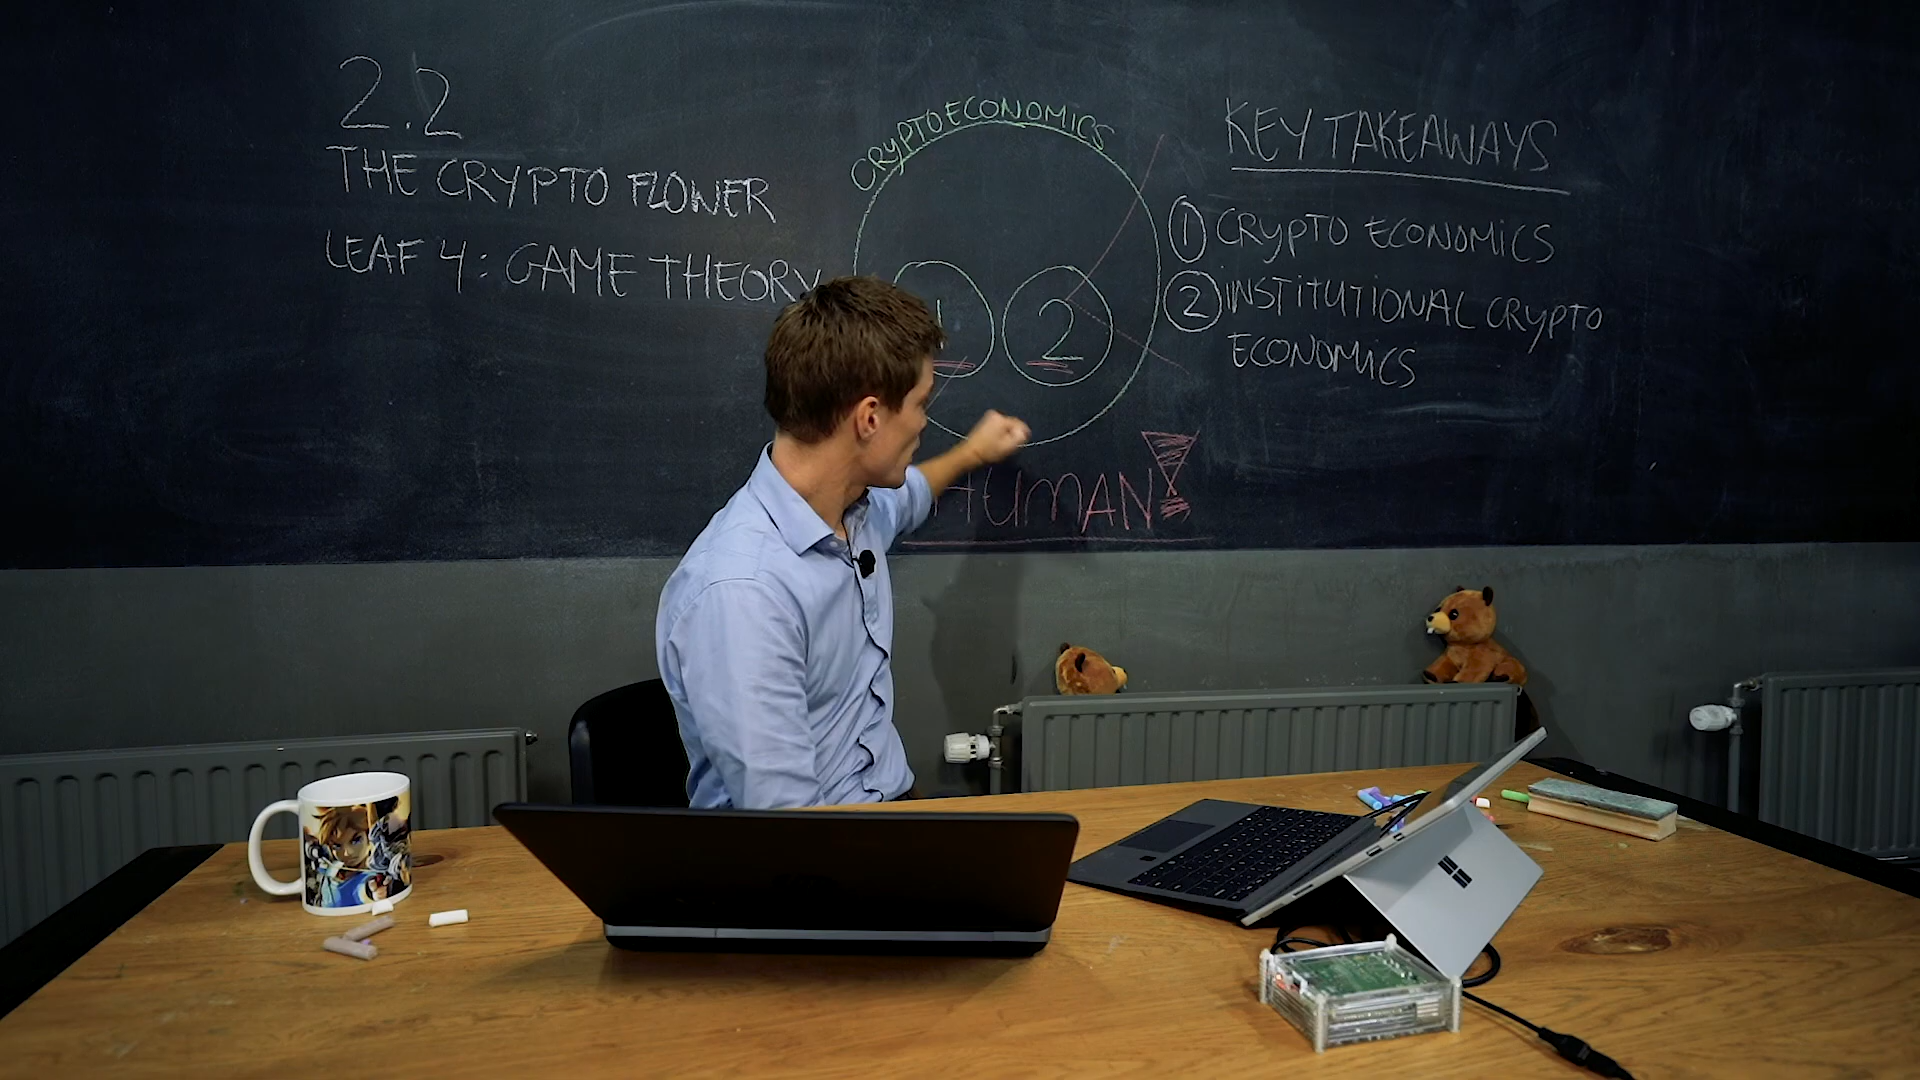 2.2
THE CRYPTO FLOWER
LEAF 4: GAME THEORY
CRYPTOECONOMICS
1
2
HUMAN!
KEY TAKEAWAYS
1 CRYPTO ECONOMICS
2 INSTITUTIONAL CRYPTO
ECONOMICS